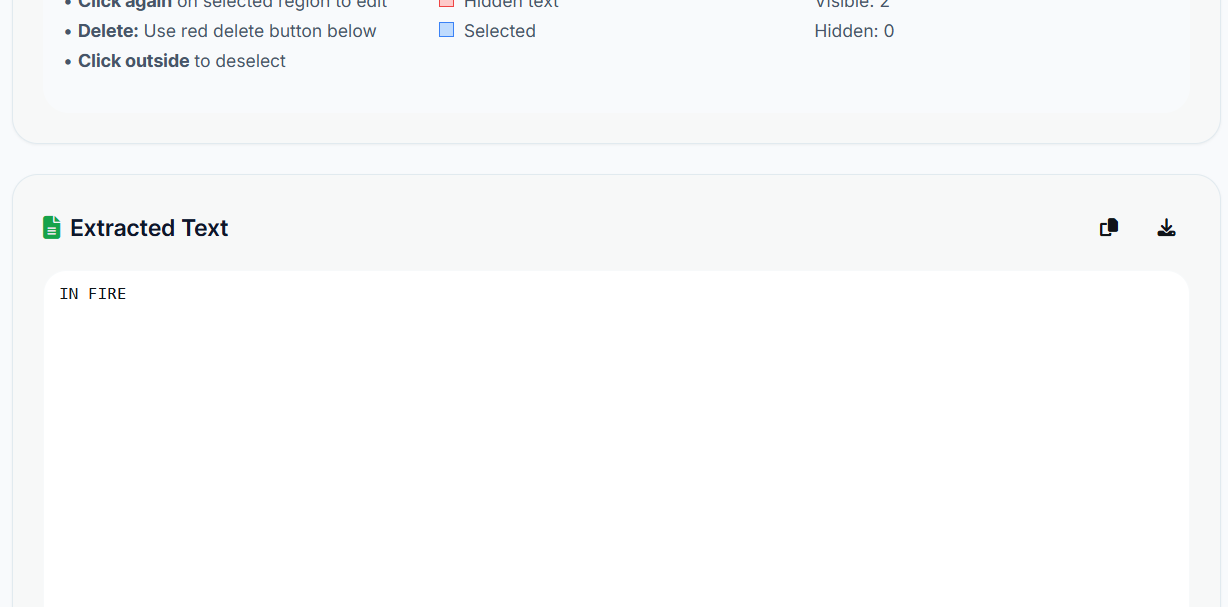 • Click again on selected region to edit
Hidden text
Visible: 2
• Delete: Use red delete button below
Selected
Hidden: 0
• Click outside to deselect
Extracted Text
IN FIRE